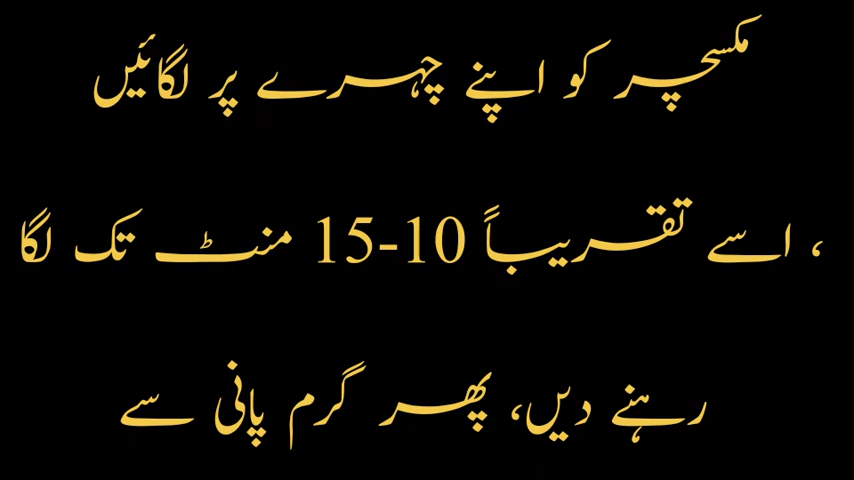 مکسچر کو اپنے چہرے پر لگائیں
، اسے تقریباً 10-15 منٹ تک لگا
رہنے دیں، پھر گرم پانی سے